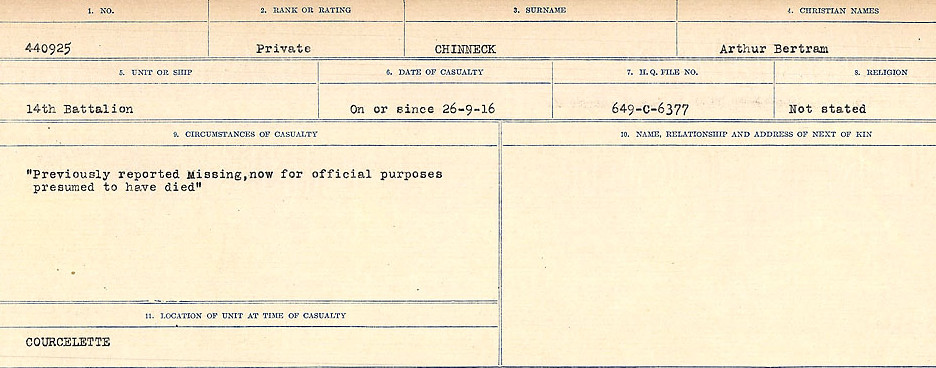 1. NO. 2. RANK OR RATING 3. SURNAME 4. CHRISTIAN NAMES
440925 Private CHINNECK Arthur Bertram
5. UNIT OR SHIP 6. DATE OF CASUALTY 7. H. Q. FILE NO. 8. RELIGION
14th Battalion On or since 26-9-16 649-C-6377 Not stated
9. CIRCUMSTANCES OF CASUALTY 10. NAME, RELATIONSHIP AND ADDRESS OF NEXT OF KIN
"Previously reported Missing,now for official purposes
presumed to have died"
11. LOCATION OF UNIT AT TIME OF CASUALTY
COURCELETTE